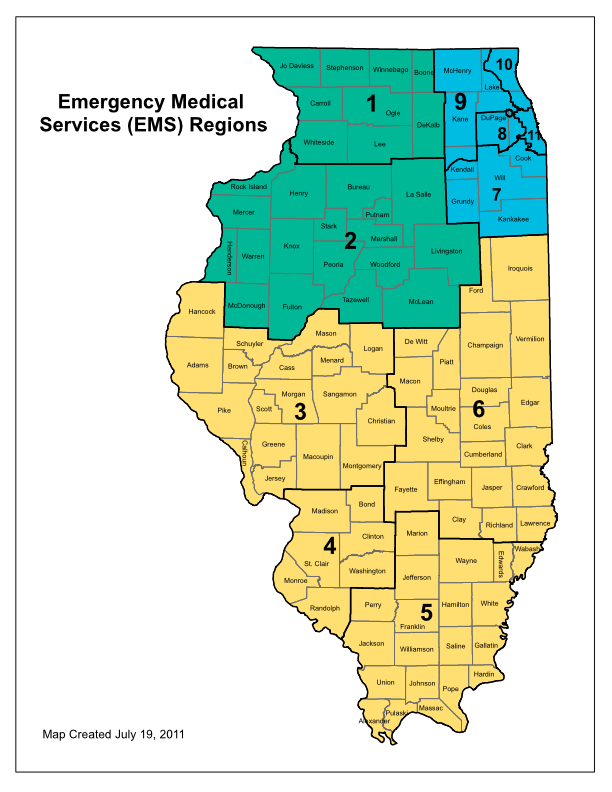 Emergency Medical
Services (EMS) Regions
Jo Daviess
Stephenson
Winnebago
Boone
McHenry
10
Lake
Carroll
1
Ogle
9
DeKalb
Kane
DuPage
8
11
Whiteside
Lee
Cook
Kendall
Will
7
Grundy
Kankakee
Rock Island
Henry
Bureau
La Salle
Mercer
Putnam
Stark
2
Marshall
Henderson
Warren
Knox
Peoria
Woodford
Livingston
McDonough
Fulton
Tazewell
McLean
Iroquois
Ford
Hancock
Mason
Logan
De Witt
Champaign
Vermilion
Schuyler
Adams
Brown
Cass
Menard
Piatt
Macon
Morgan
Sangamon
Douglas
Pike
Scott
3
Christian
Moultrie
6
Edgar
Coles
Shelby
Greene
Calhoun
Macoupin
Montgomery
Cumberland
Clark
Jersey
Fayette
Effingham
Jasper
Crawford
Madison
Bond
Clay
Richland
Lawrence
Clinton
Marion
4
St. Clair
Washington
Wayne
Edwards
Wabash
Monroe
Jefferson
Randolph
Perry
5
Hamilton
White
Franklin
Jackson
Williamson
Saline
Gallatin
Union
Johnson
Pope
Hardin
Alexander
Pulaski
Massac
Map Created July 19, 2011